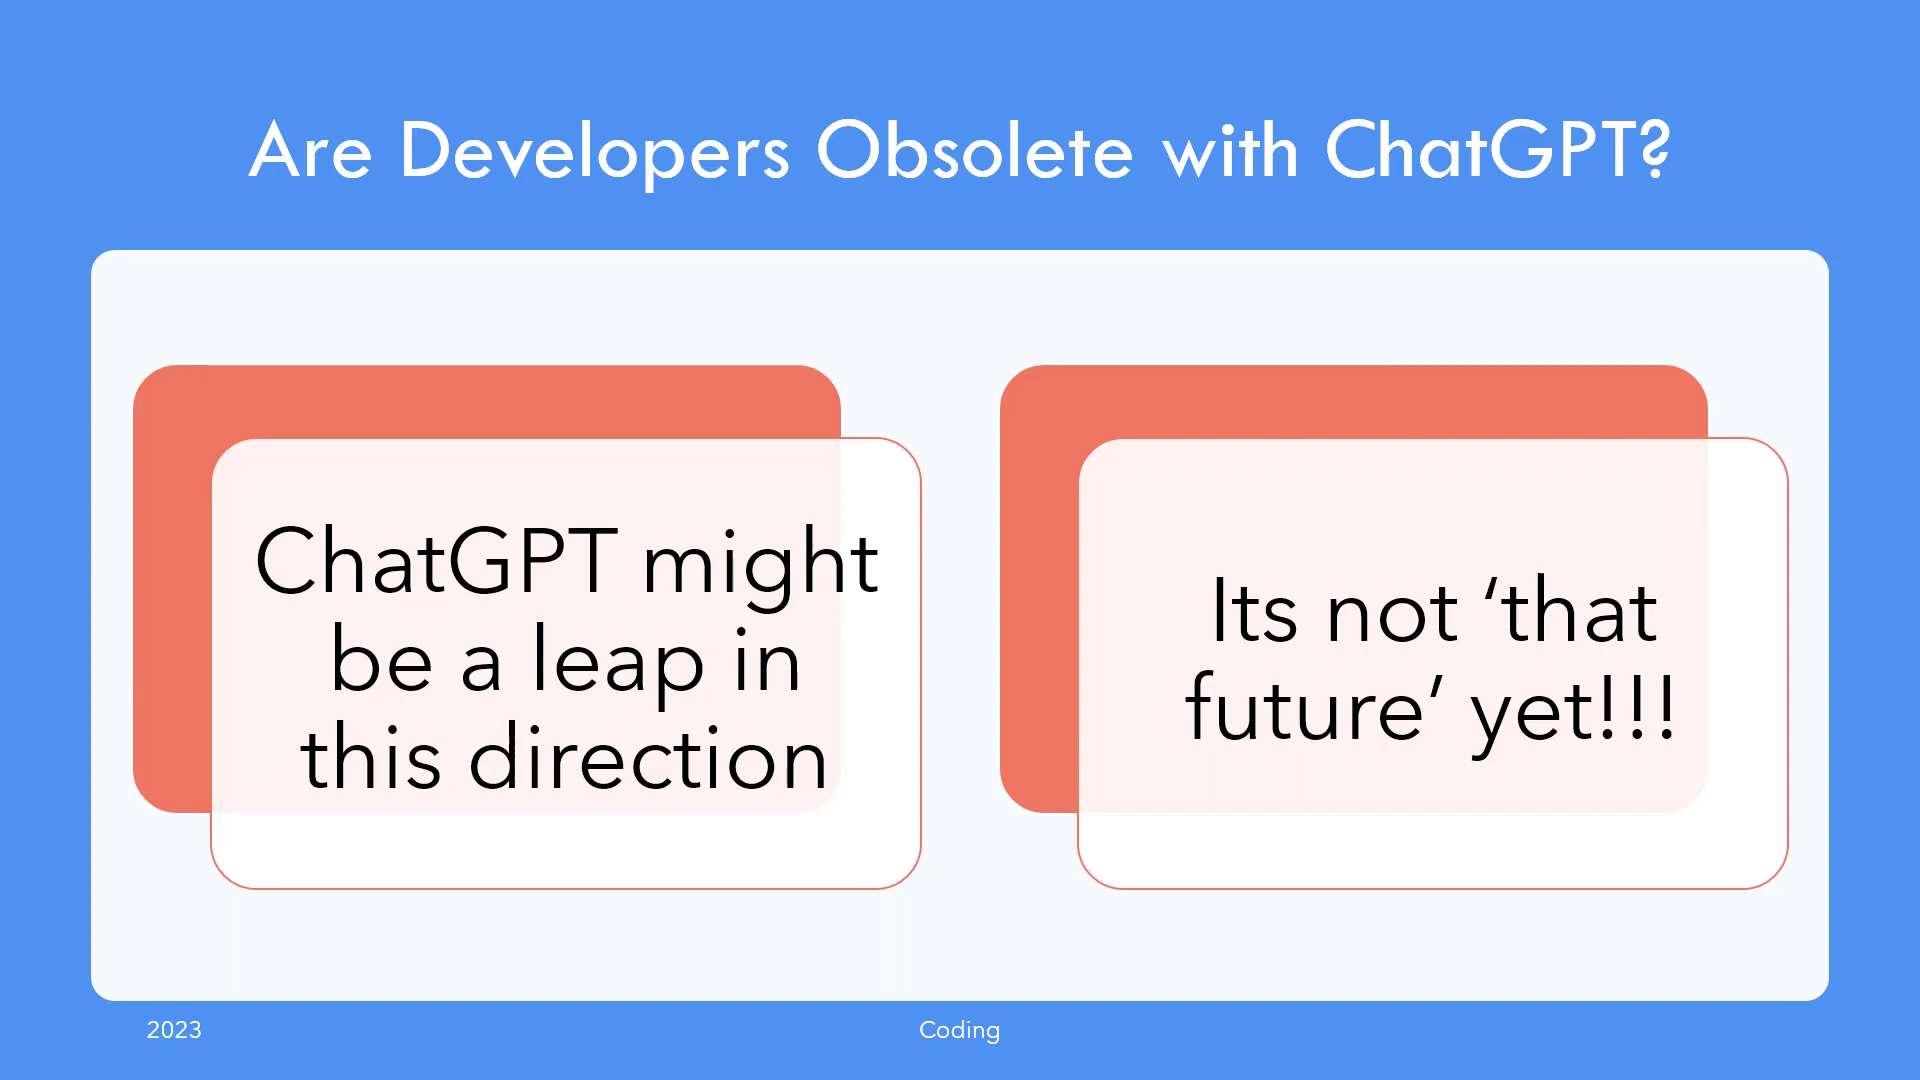 Are Developers Obsolete with ChatGPT?
ChatGPT might
be a leap in
this direction
Its not ‘that
future’ yet!!!
2023
Coding